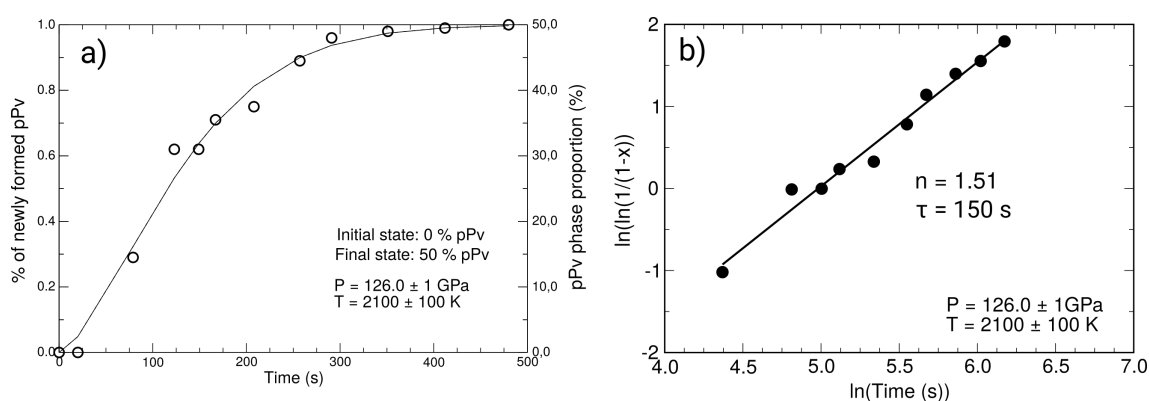 a)
% of newly formed pPv
1.0
0.8
0.6
0.4
0.2
0.0
50,0
40,0
30,0
20,0
10,0
0,0
pPv phase proportion (%)
Initial state: 0 % pPv
Final state: 50 % pPv
P = 126.0 ± 1 GPa
T = 2100 ± 100 K
0 100 200 300 400 500
Time (s)
b)
ln(ln(1/(1-x))
2
1
0
-1
-2
n = 1.51
τ = 150 s
P = 126.0 ± 1GPa
T = 2100 ± 100 K
4.0 4.5 5.0 5.5 6.0 6.5 7.0
ln(Time (s))